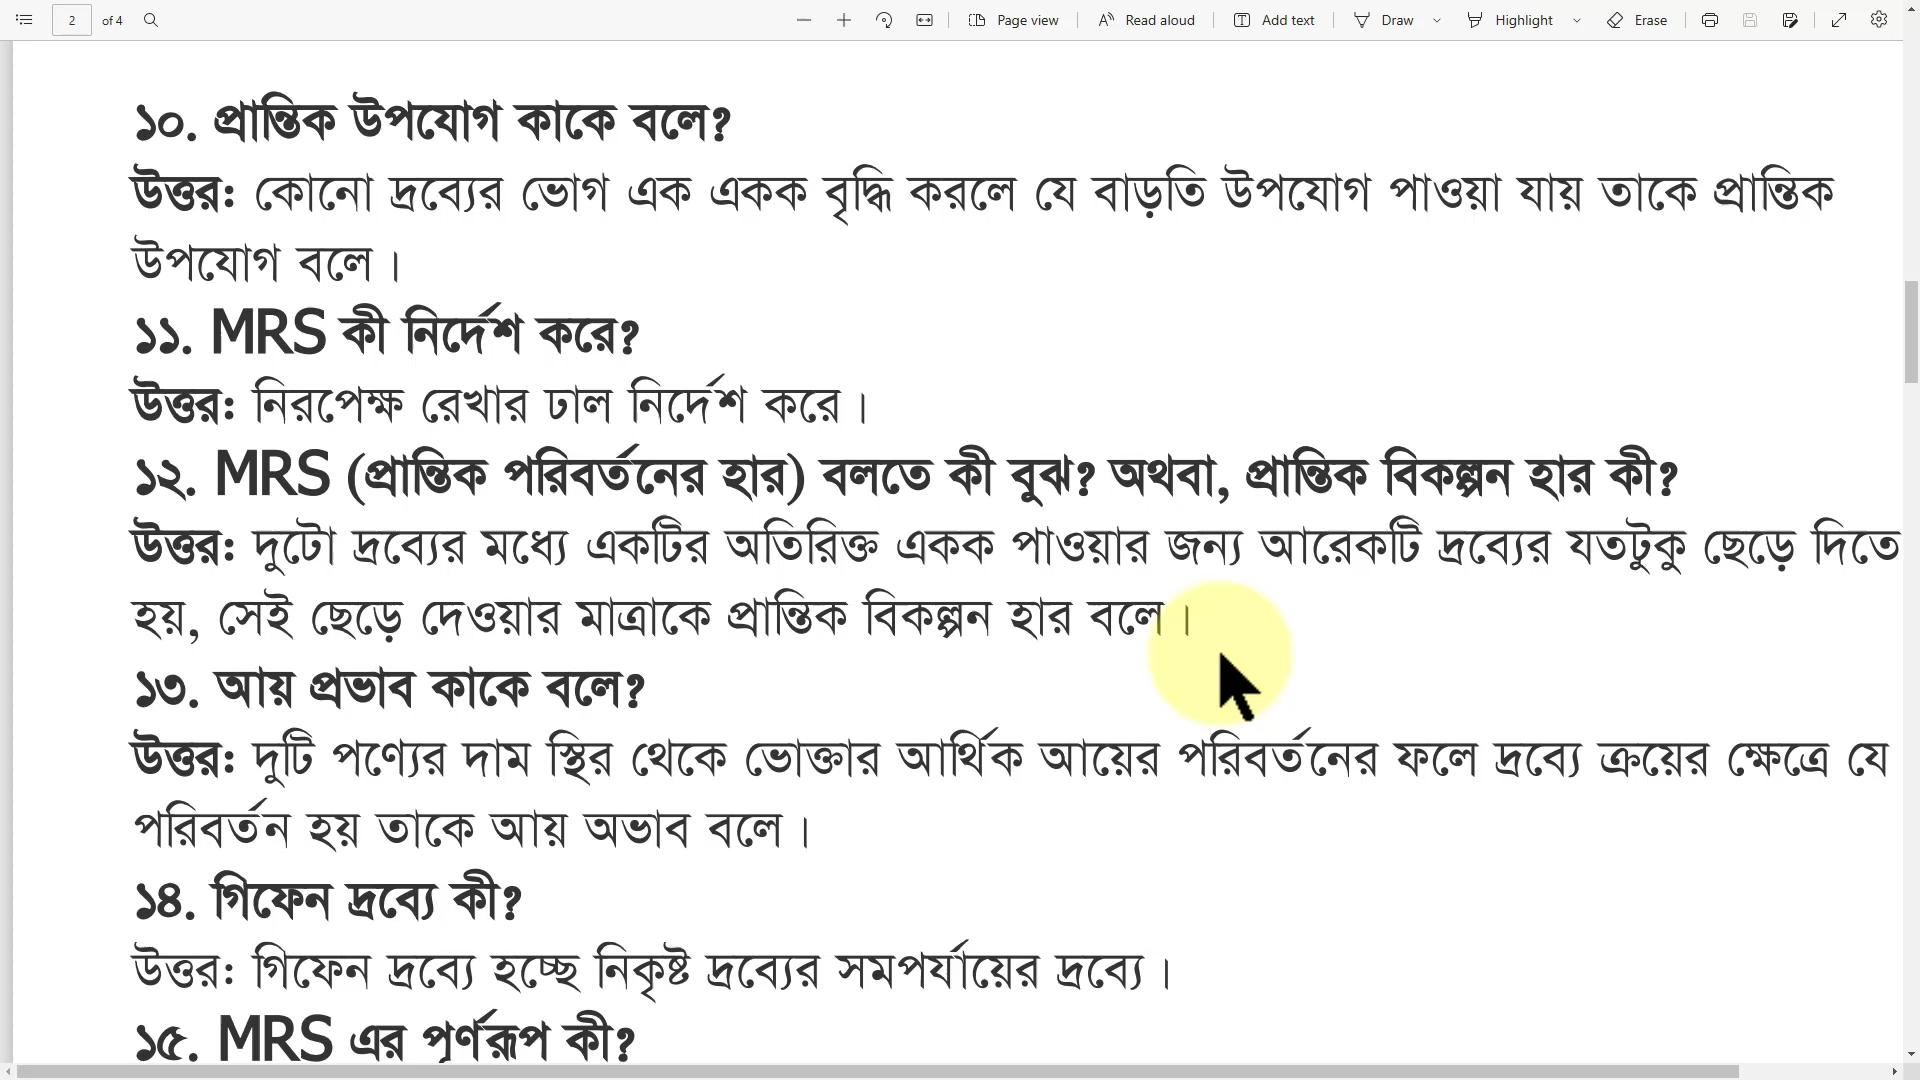 2 of 4 Page view Read aloud Add text Draw Highlight Erase
১০. প্রান্তিক উপযোগ কাকে বলে?
উত্তর: কোনো দ্রব্যের ভোগ এক একক বৃদ্ধি করলে যে বাড়তি উপযোগ পাওয়া যায় তাকে প্রান্তিক
উপযোগ বলে।
১১. MRS কী নির্দেশ করে?
উত্তর: নিরপেক্ষ রেখার ঢাল নির্দেশ করে।
১২. MRS (প্রান্তিক পরিবর্তনের হার) বলতে কী বুঝ? অথবা, প্রান্তিক বিকল্পন হার কী?
উত্তর: দুটো দ্রব্যের মধ্যে একটির অতিরিক্ত একক পাওয়ার জন্য আরেকটি দ্রব্যের যতটুকু ছেড়ে দিতে
হয়, সেই ছেড়ে দেওয়ার মাত্রাকে প্রান্তিক বিকল্পন হার বলে।
১৩. আয় প্রভাব কাকে বলে?
উত্তর: দুটি পণ্যের দাম স্থির থেকে ভোক্তার আর্থিক আয়ের পরিবর্তনের ফলে দ্রব্যে ক্রয়ের ক্ষেত্রে যে
পরিবর্তন হয় তাকে আয় অভাব বলে।
১৪. গিফেন দ্রব্যে কী?
উত্তর: গিফেন দ্রব্যে হচ্ছে নিকৃষ্ট দ্রব্যের সমপর্যায়ের দ্রব্যে।
১৫. MRS এর পূর্ণরূপ কী?